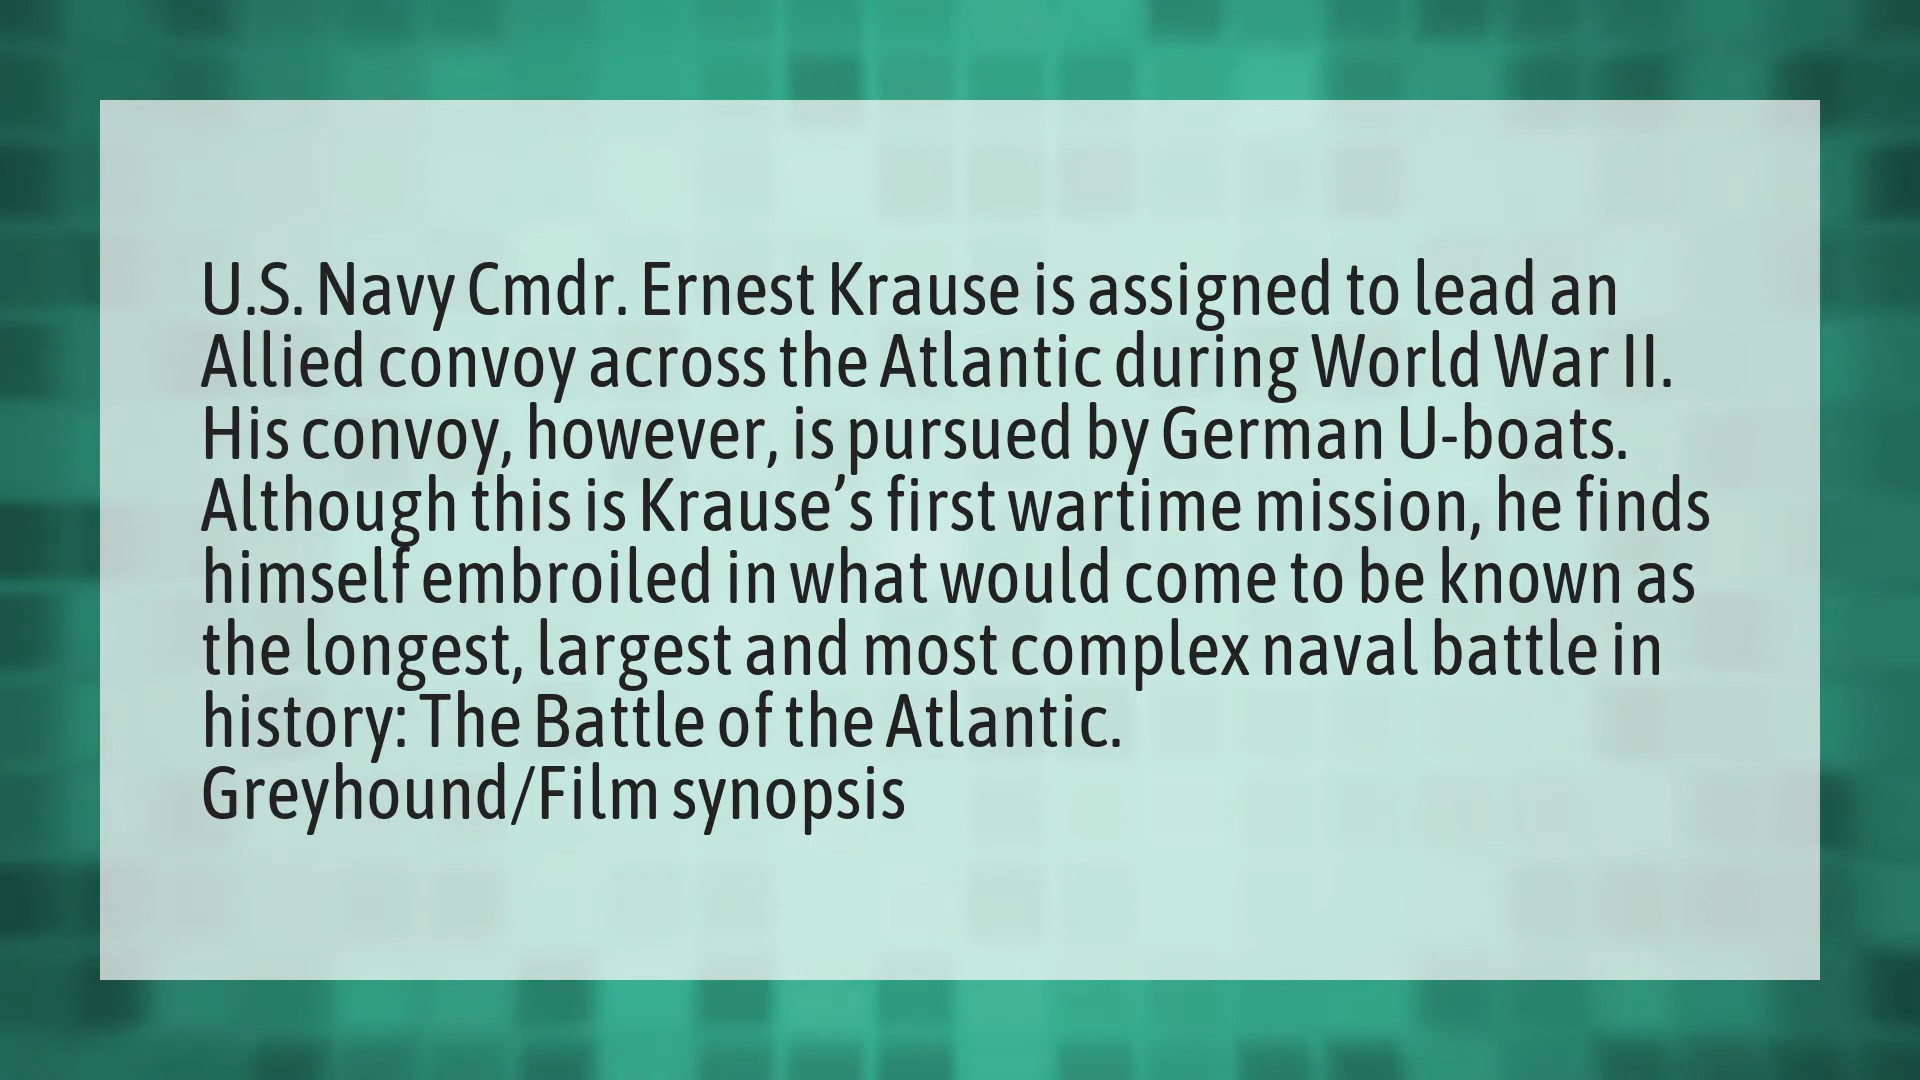 U.S. Navy Cmdr. Ernest Krause is assigned to lead an
Allied convoy across the Atlantic during World War II.
His convoy, however, is pursued by German U-boats.
Although this is Krause’s first wartime mission, he finds
himself embroiled in what would come to be known as
the longest, largest and most complex naval battle in
history: The Battle of the Atlantic.
Greyhound/Film synopsis